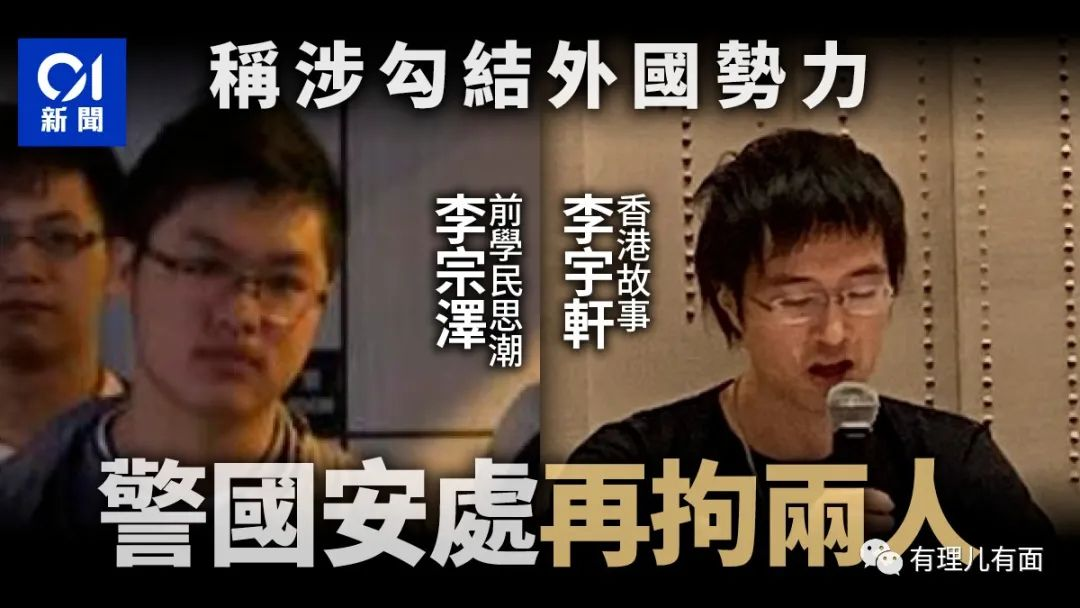 01
新聞
稱涉勾結外國勢力
香港故事
李宇軒
前學民思潮
李宗澤
警國安處再拘兩人
有理儿有面